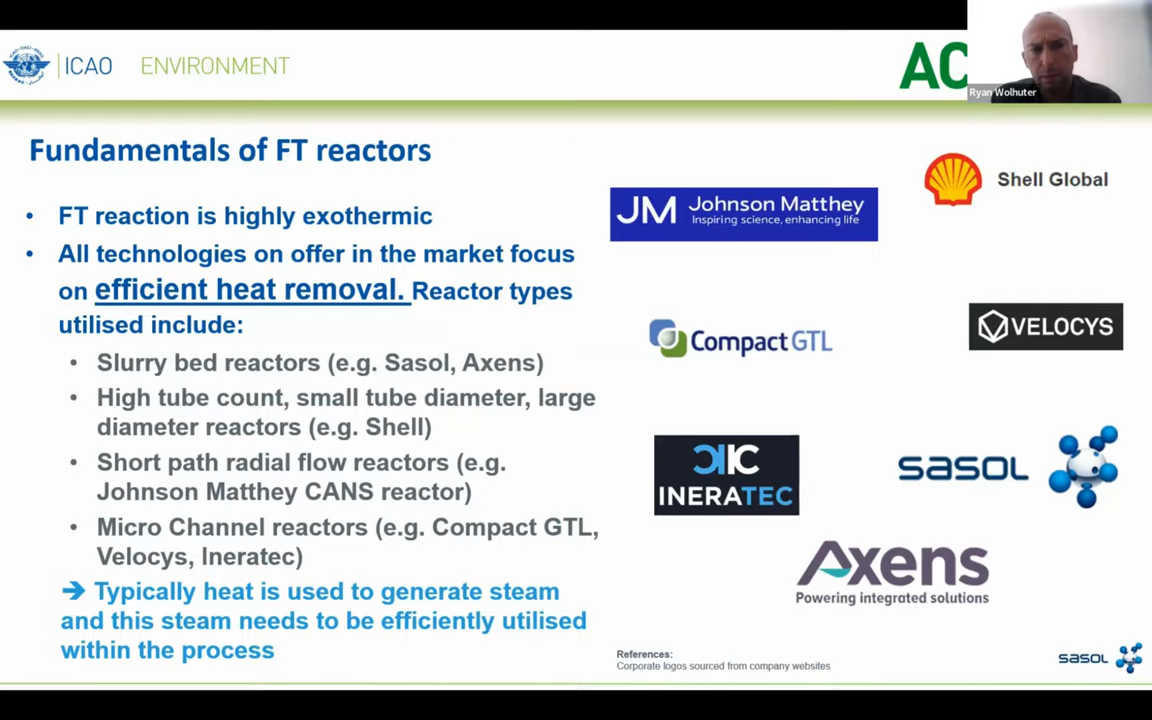 ICAO ENVIRONMENT
AC
Ryan Wolhuter
Fundamentals of FT reactors
• FT reaction is highly exothermic
• All technologies on offer in the market focus
on efficient heat removal. Reactor types
utilised include:
• Slurry bed reactors (e.g. Sasol, Axens)
• High tube count, small tube diameter, large
diameter reactors (e.g. Shell)
• Short path radial flow reactors (e.g.
Johnson Matthey CANS reactor)
• Micro Channel reactors (e.g. Compact GTL,
Velocys, Ineratec)
➔ Typically heat is used to generate steam
and this steam needs to be efficiently utilised
within the process
Shell Global
JM Johnson Matthey
Inspiring science, enhancing life
Compact GTL
VELOCYS
INERATEC
sasol
Axens
Powering integrated solutions
References:
Corporate logos sourced from company websites
sasol